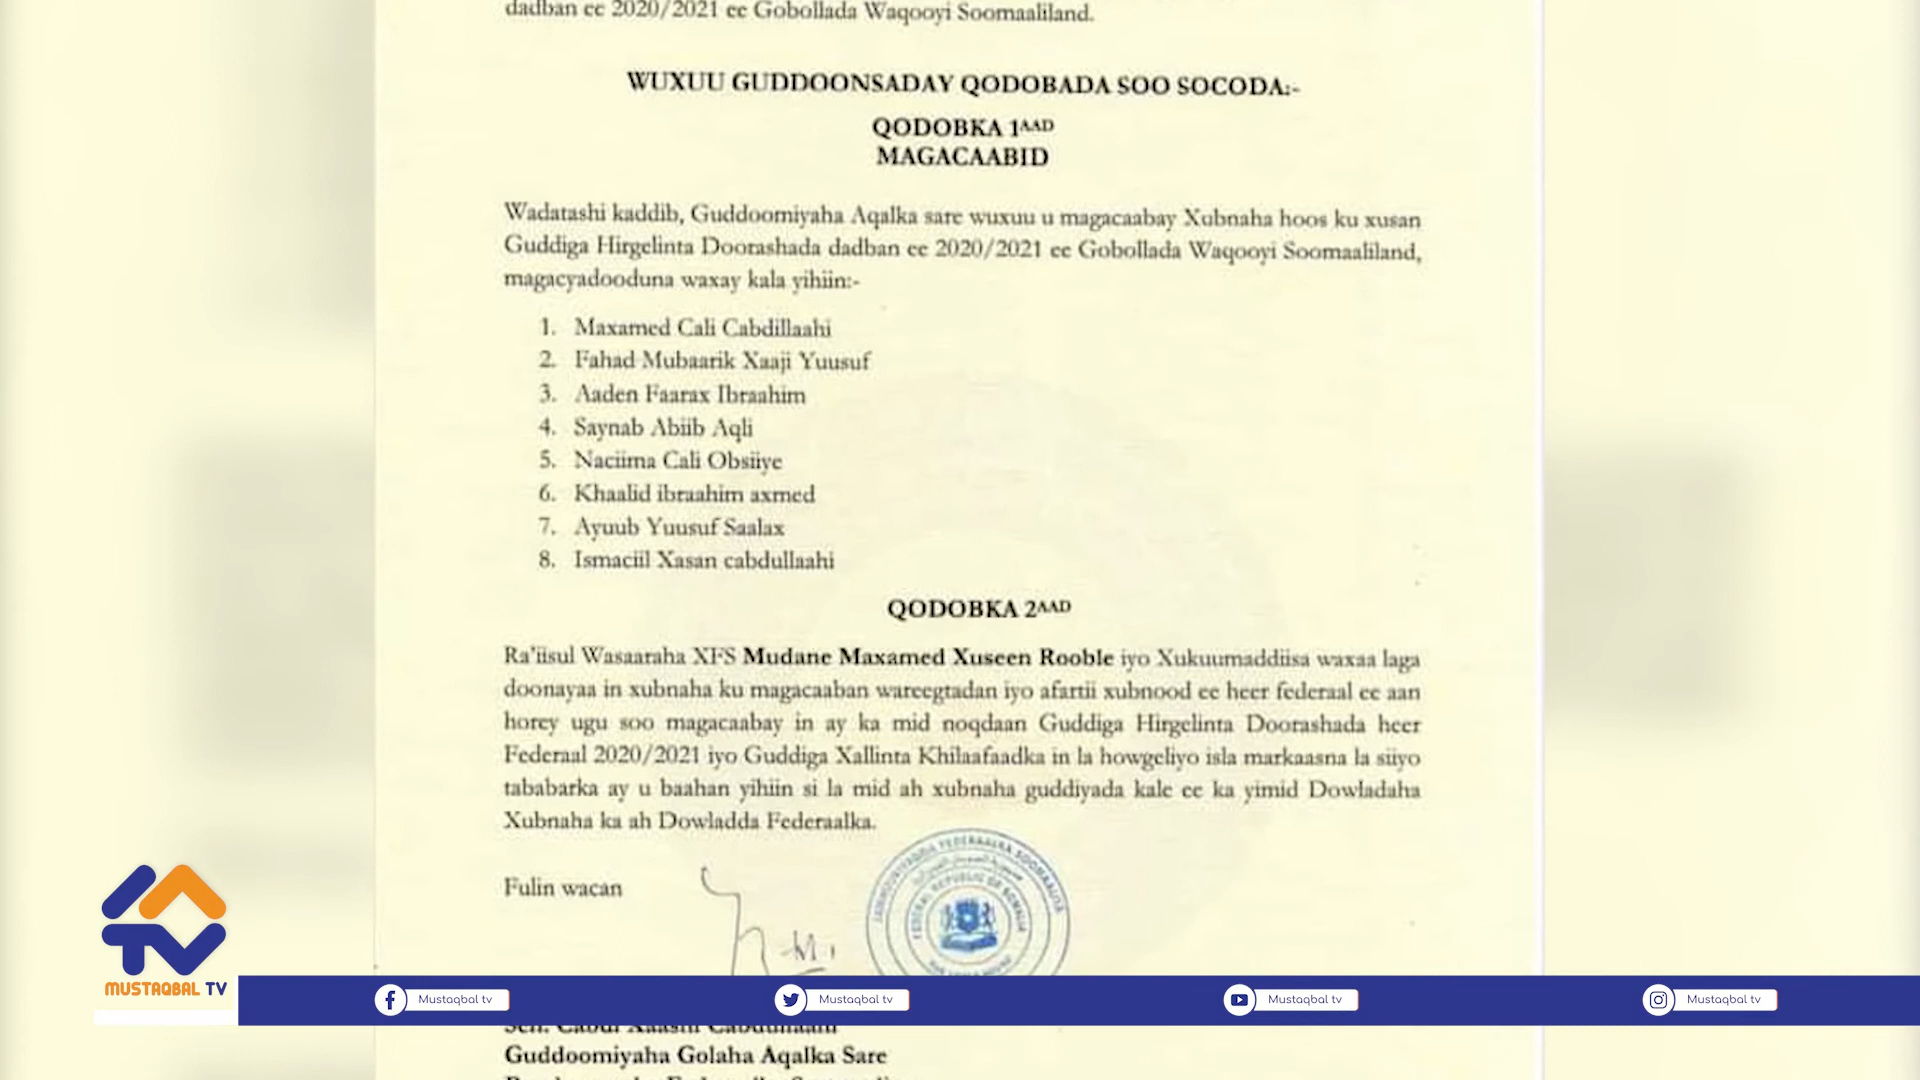 dadban ee 2020/2021 ee Gobollada Waqooyi Soomaaliland.
WUXUU GUDDOONSADAY QODOBADA SOO SOCODA:-
QODOBKA 1AAD
MAGACAABID
Wadatashi kaddib, Guddoomiyaha Aqalka sare wuxuu u magacaabay Xubnaha hoos ku xusan
Guddiga Hirgelinta Doorashada dadban ee 2020/2021 ee Gobollada Waqooyi Soomaaliland,
magacyadooduna waxay kala yihiin:-
1. Maxamed Cali Cabdillaahi
2. Fahad Mubaarik Xaaji Yuusuf
3. Aaden Faarax Ibraahim
4. Saynab Abiib Aqli
5. Naciima Cali Obsiiye
6. Khaalid ibraahim axmed
7. Ayuub Yuusuf Saalax
8. Ismaciil Xasan cabdullaahi
QODOBKA 2AAD
Ra'iisul Wasaaraha XFS Mudane Maxamed Xuseen Rooble iyo Xukuumaddiisa waxaa laga
doonayaa in xubnaha ku magacaaban wareegtadan iyo afartii xubnood ee heer federaal ee aan
horey ugu soo magacaabay in ay ka mid noqdaan Guddiga Hirgelinta Doorashada heer
Federaal 2020/2021 iyo Guddiga Xallinta Khilaafaadka in la howgeliyo isla markaasna la siiyo
tababarka ay u baahan yihiin si la mid ah xubnaha guddiyada kale ee ka yimid Dowladaha
Xubnaha ka ah Dowladda Federaalka.
Fulin wacan
FEDERAL REPUBLIC OF SOMALIA
MUSTAQBAL TV
Mustaqbal tv
Mustaqbal tv
Mustaqbal tv
Mustaqbal tv
Guddoomiyaha Golaha Aqalka Sare